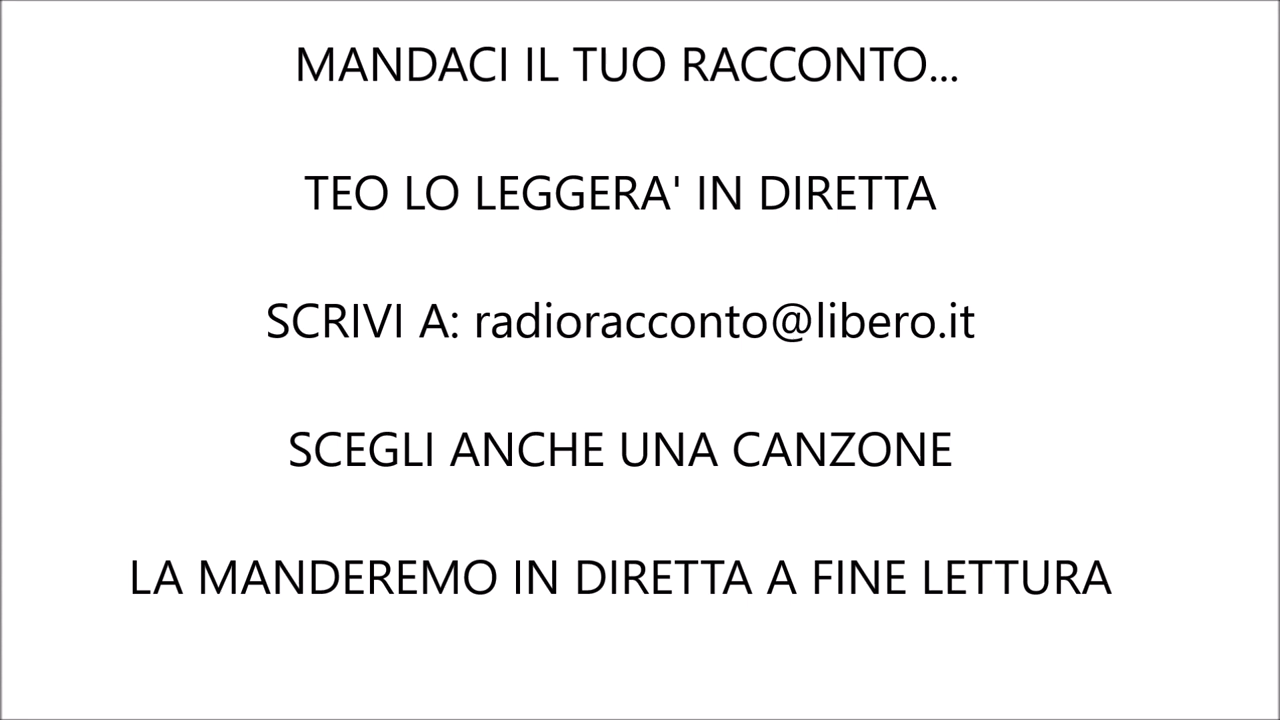 MANDACI IL TUO RACCONTO...
TEO LO LEGGERA' IN DIRETTA
SCRIVI A: radioracconto@libero.it
SCEGLI ANCHE UNA CANZONE
LA MANDEREMO IN DIRETTA A FINE LETTURA